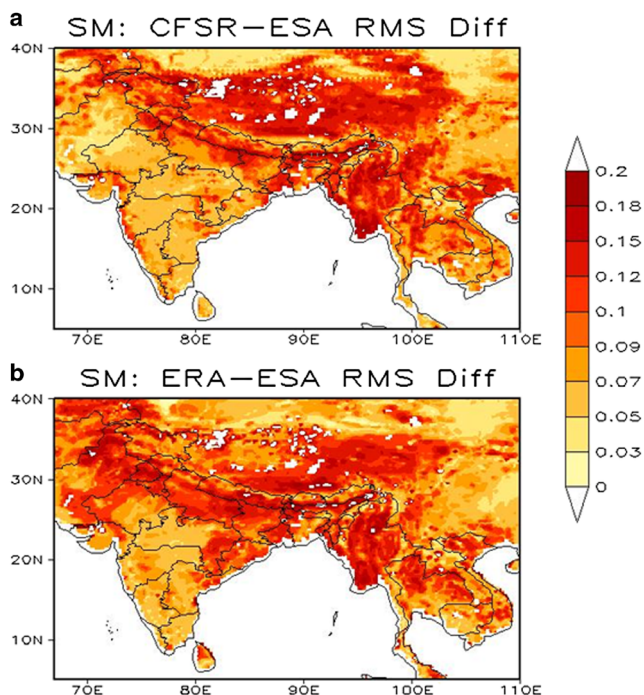 a
SM: CFSR-ESA RMS Diff
40N
30N
20N
10N
70E 80E 90E 100E 110E
b
SM: ERA-ESA RMS Diff
40N
30N
20N
10N
70E 80E 90E 100E 110E
0.2
0.18
0.15
0.12
0.1
0.09
0.07
0.05
0.03
0